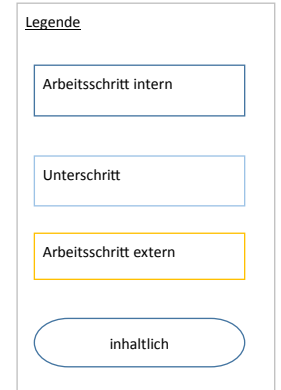 Legende
Arbeitsschritt intern
Unterschritt
Arbeitsschritt extern
inhaltlich